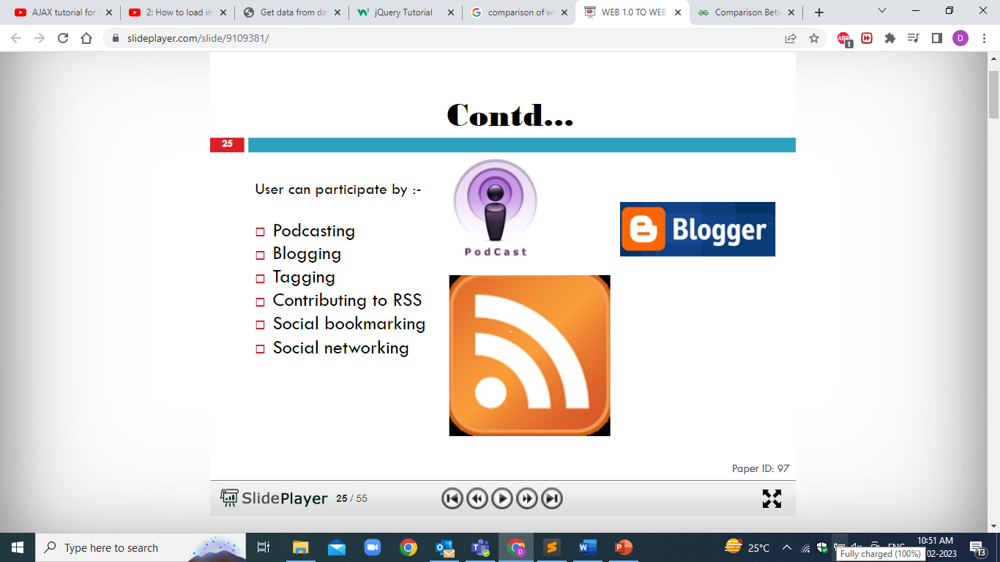 AJAX tutorial for
2: How to load in
Get data from da
jQuery Tutorial
comparison of we
WEB 1.0 TO WEB
Comparison Betw
slideplayer.com/slide/9109381/
ABP
1
D
Contd...
25
User can participate by :-
Podcasting
Blogging
Tagging
Contributing to RSS
Social bookmarking
Social networking
PodCast
Blogger
Paper ID: 97
SlidePlayer 25 / 55
Type here to search
D
25°C
ENG
10:51 AM
02-2023
13
Fully charged (100%)